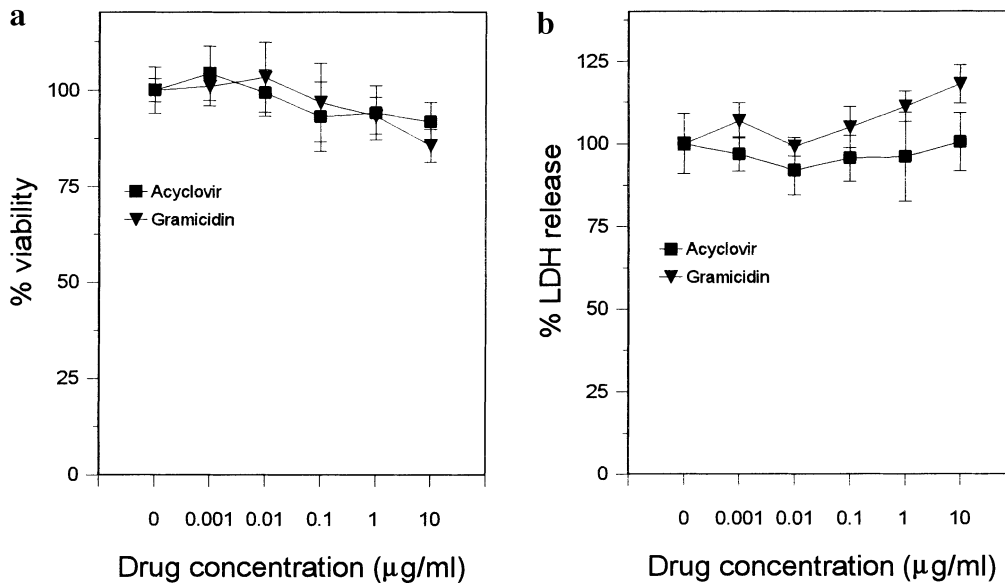 a
100
75
50
25
0
% viability
Acyclovir
Gramicidin
0 0.001 0.01 0.1 1 10
Drug concentration (µg/ml)
b
125
100
75
50
25
0
% LDH release
Acyclovir
Gramicidin
0 0.001 0.01 0.1 1 10
Drug concentration (µg/ml)